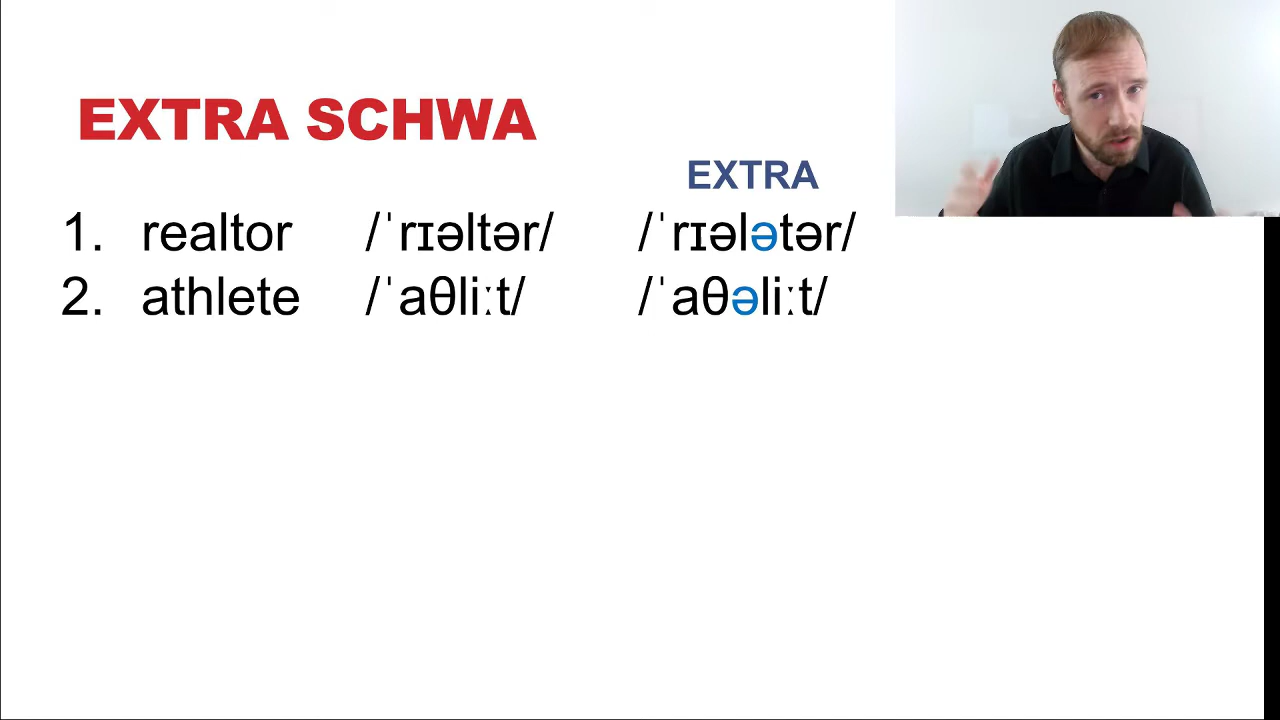 EXTRA SCHWA
EXTRA
1. realtor /ˈrɪəltər/ /ˈrɪələtər/
2. athlete /ˈaθliːt/ /ˈaθəliːt/